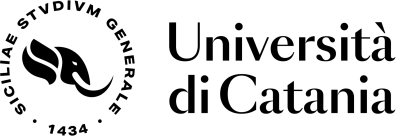 SICILIAE STVDIVM GENERALE
1434
Università
di Catania